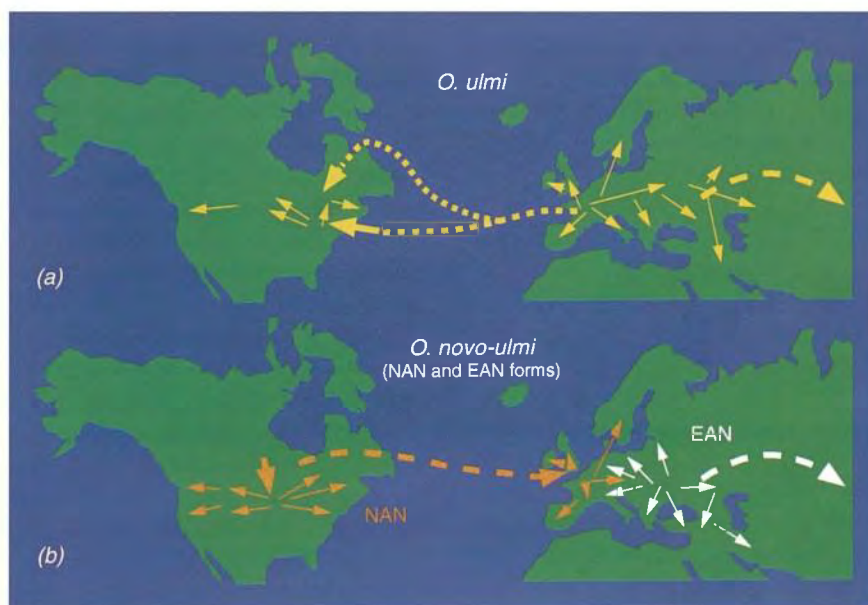 O. ulmi
(a)
O. novo-ulmi
(NAN and EAN forms)
EAN
NAN
(b)